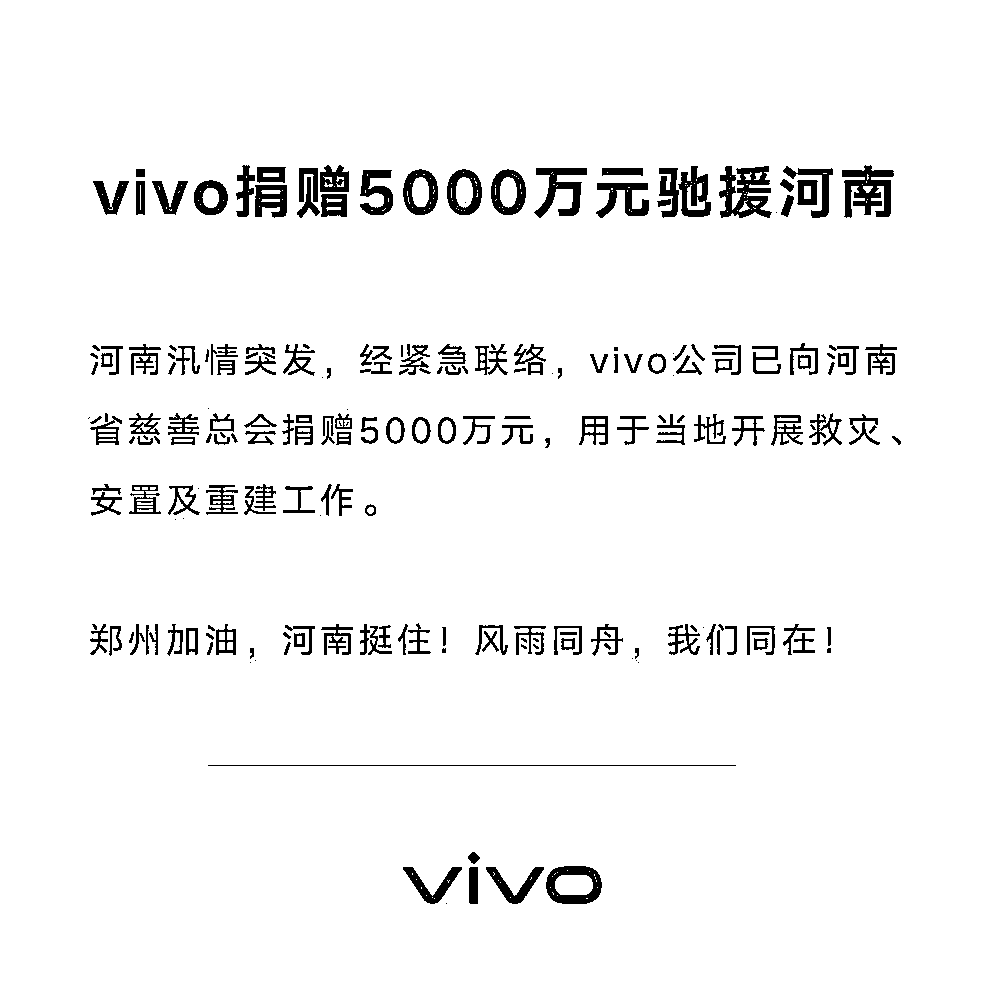 vivo捐赠5000万元驰援河南
河南汛情突发，经紧急联络，vivo公司已向河南
省慈善总会捐赠5000万元，用于当地开展救灾、
安置及重建工作。
郑州加油，河南挺住！风雨同舟，我们同在！
vivo